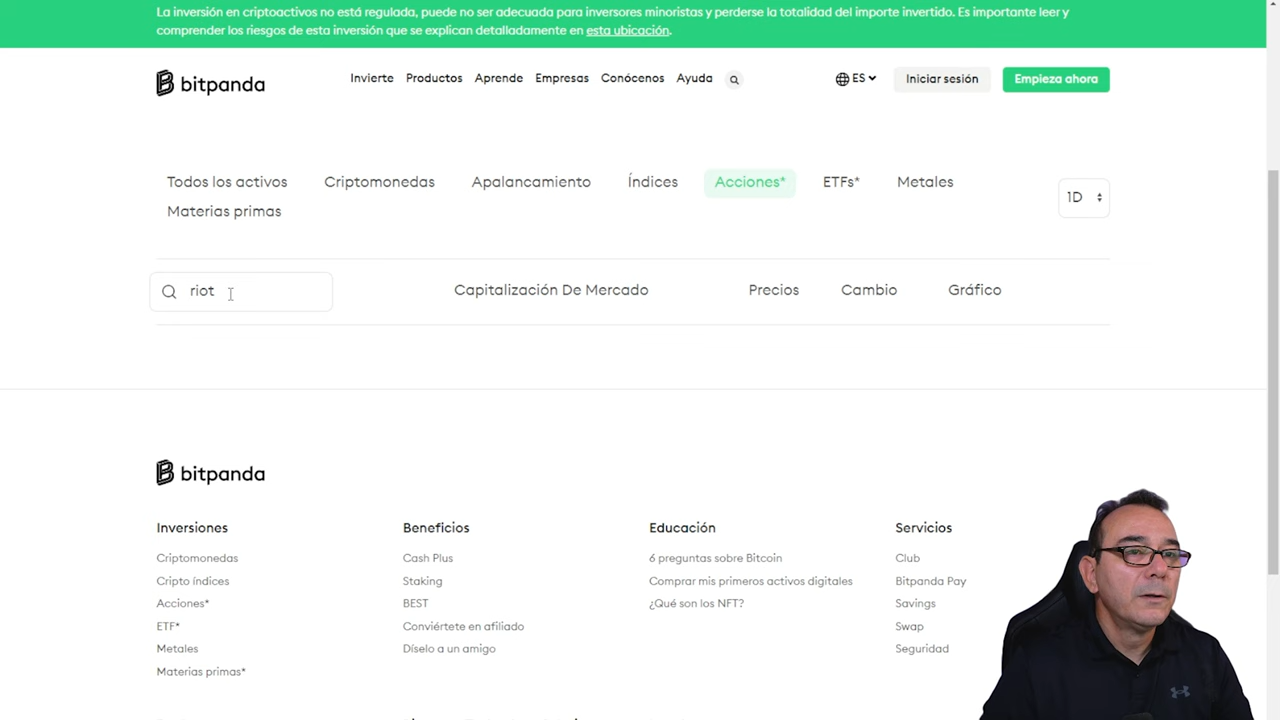 La inversión en criptoactivos no está regulada, puede no ser adecuada para inversores minoristas y perderse la totalidad del importe invertido. Es importante leer y
comprender los riesgos de esta inversión que se explican detalladamente en esta ubicación.
bitpanda
Invierte Productos Aprende Empresas Conócenos Ayuda
ES
Iniciar sesión
Empieza ahora
Todos los activos Criptomonedas Apalancamiento Índices Acciones* ETFs* Metales
Materias primas
1D
riot
Capitalización De Mercado Precios Cambio Gráfico
bitpanda
Inversiones
Criptomonedas
Cripto índices
Acciones*
ETF*
Metales
Materias primas*
Beneficios
Cash Plus
Staking
BEST
Conviértete en afiliado
Díselo a un amigo
Educación
6 preguntas sobre Bitcoin
Comprar mis primeros activos digitales
¿Qué son los NFT?
Servicios
Club
Bitpanda Pay
Savings
Swap
Seguridad